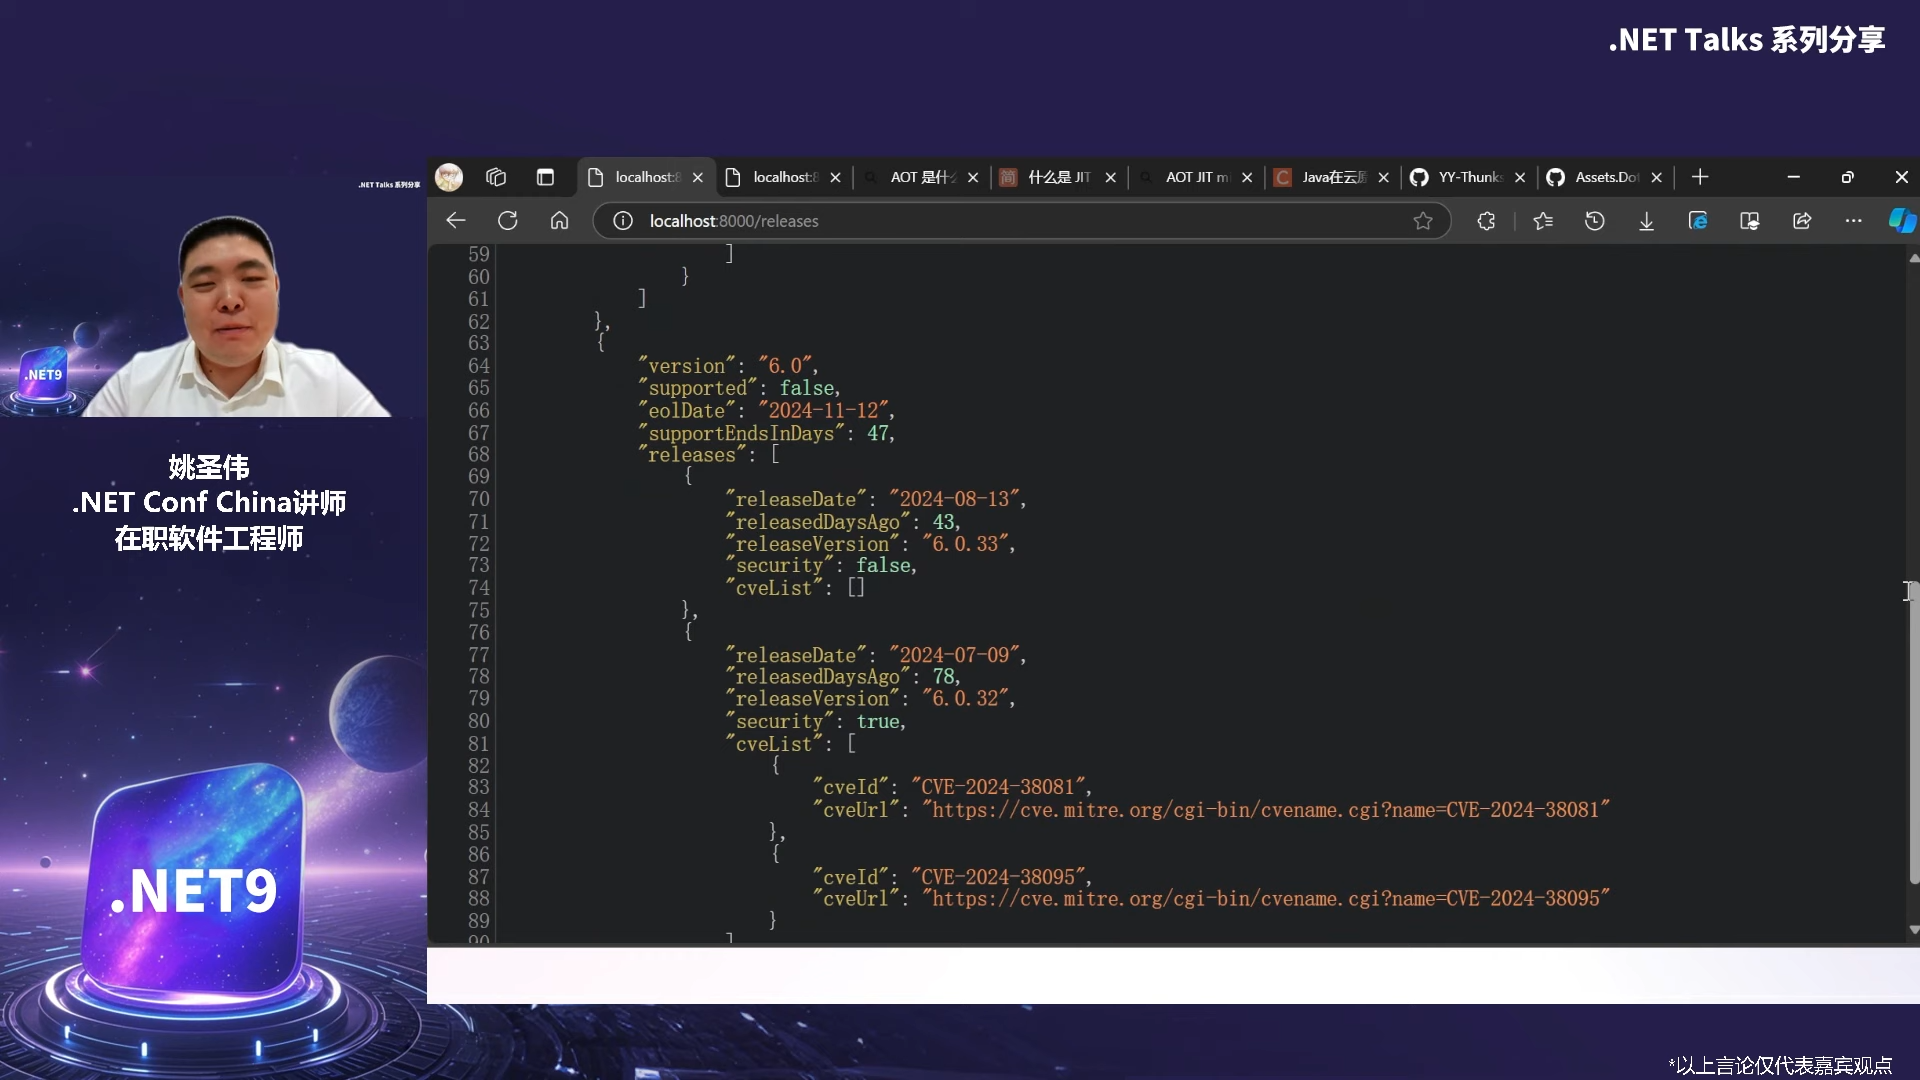 .NET Talks 系列分享
.NET Talks 系列分享
.NET9
姚圣伟
.NET Conf China讲师
在职软件工程师
.NET9
localhost:8
localhost:8
AOT 是什么
什么是 JIT
AOT JIT m
Java在云原
YY-Thunks
Assets.Dot
localhost:8000/releases
59 ]
60 }
61 ]
62 },
63 {
64 "version": "6.0",
65 "supported": false,
66 "eolDate": "2024-11-12",
67 "supportEndsInDays": 47,
68 "releases": [
69 {
70 "releaseDate": "2024-08-13",
71 "releasedDaysAgo": 43,
72 "releaseVersion": "6.0.33",
73 "security": false,
74 "cveList": []
75 },
76 {
77 "releaseDate": "2024-07-09",
78 "releasedDaysAgo": 78,
79 "releaseVersion": "6.0.32",
80 "security": true,
81 "cveList": [
82 {
83 "cveId": "CVE-2024-38081",
84 "cveUrl": "https://cve.mitre.org/cgi-bin/cvename.cgi?name=CVE-2024-38081"
85 },
86 {
87 "cveId": "CVE-2024-38095",
88 "cveUrl": "https://cve.mitre.org/cgi-bin/cvename.cgi?name=CVE-2024-38095"
89 }
90 ]
*以上言论仅代表嘉宾观点